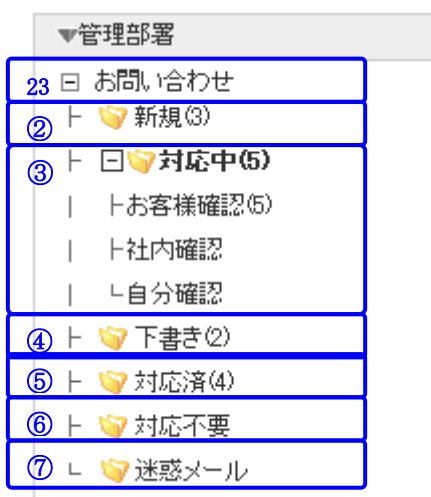 ▼管理部署
23 お問い合わせ
② 新規(3)
③ 対応中(5)
お客様確認(5)
社内確認
自分確認
④ 下書き(2)
⑤ 対応済(4)
⑥ 対応不要
⑦ 迷惑メール